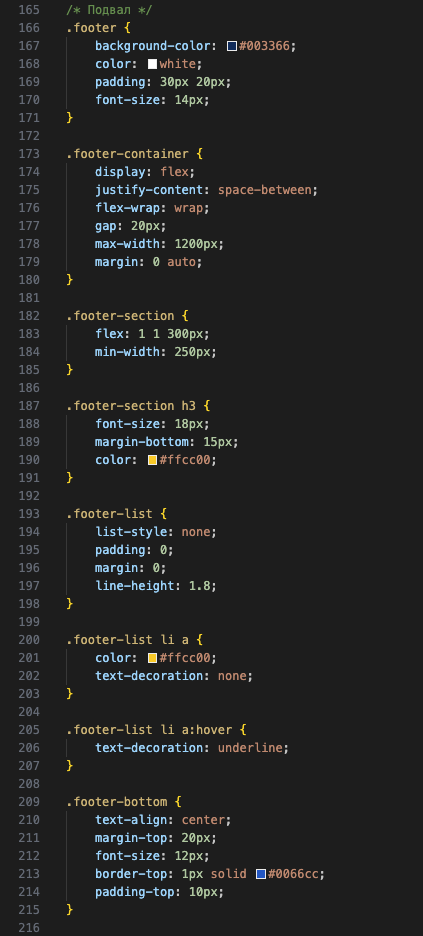 165 /* Подвал */
166 .footer {
167 background-color: #003366;
168 color: white;
169 padding: 30px 20px;
170 font-size: 14px;
171 }
172
173 .footer-container {
174 display: flex;
175 justify-content: space-between;
176 flex-wrap: wrap;
177 gap: 20px;
178 max-width: 1200px;
179 margin: 0 auto;
180 }
181
182 .footer-section {
183 flex: 1 1 300px;
184 min-width: 250px;
185 }
186
187 .footer-section h3 {
188 font-size: 18px;
189 margin-bottom: 15px;
190 color: #ffcc00;
191 }
192
193 .footer-list {
194 list-style: none;
195 padding: 0;
196 margin: 0;
197 line-height: 1.8;
198 }
199
200 .footer-list li a {
201 color: #ffcc00;
202 text-decoration: none;
203 }
204
205 .footer-list li a:hover {
206 text-decoration: underline;
207 }
208
209 .footer-bottom {
210 text-align: center;
211 margin-top: 20px;
212 font-size: 12px;
213 border-top: 1px solid #0066cc;
214 padding-top: 10px;
215 }
216